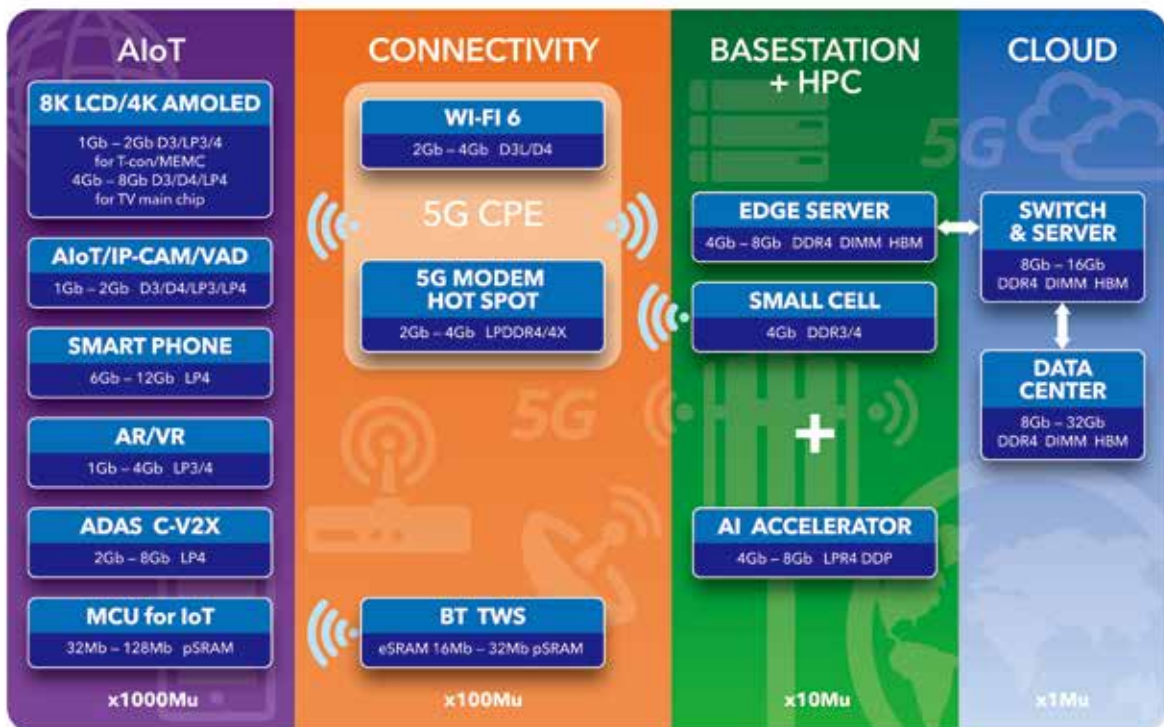 AIoT
8K LCD/4K AMOLED
1Gb – 2Gb D3/LP3/4
for T-con/MEMC
4Gb – 8Gb D3/D4/LP4
for TV main chip
AIoT/IP-CAM/VAD
1Gb – 2Gb D3/D4/LP3/LP4
SMART PHONE
6Gb – 12Gb LP4
AR/VR
1Gb – 4Gb LP3/4
ADAS C-V2X
2Gb – 8Gb LP4
MCU for IoT
32Mb – 128Mb pSRAM
x1000Mu
CONNECTIVITY
WI-FI 6
2Gb – 4Gb D3L/D4
5G CPE
5G MODEM
HOT SPOT
2Gb – 4Gb LPDDR4/4X
5G
BT TWS
eSRAM 16Mb – 32Mb pSRAM
x100Mu
BASESTATION
+ HPC
EDGE SERVER
4Gb – 8Gb DDR4 DIMM HBM
SMALL CELL
4Gb DDR3/4
+
AI ACCELERATOR
4Gb – 8Gb LPR4 DDP
x10Mu
CLOUD
5G
SWITCH
& SERVER
8Gb – 16Gb
DDR4 DIMM HBM
DATA
CENTER
8Gb – 32Gb
DDR4 DIMM HBM
x1Mu